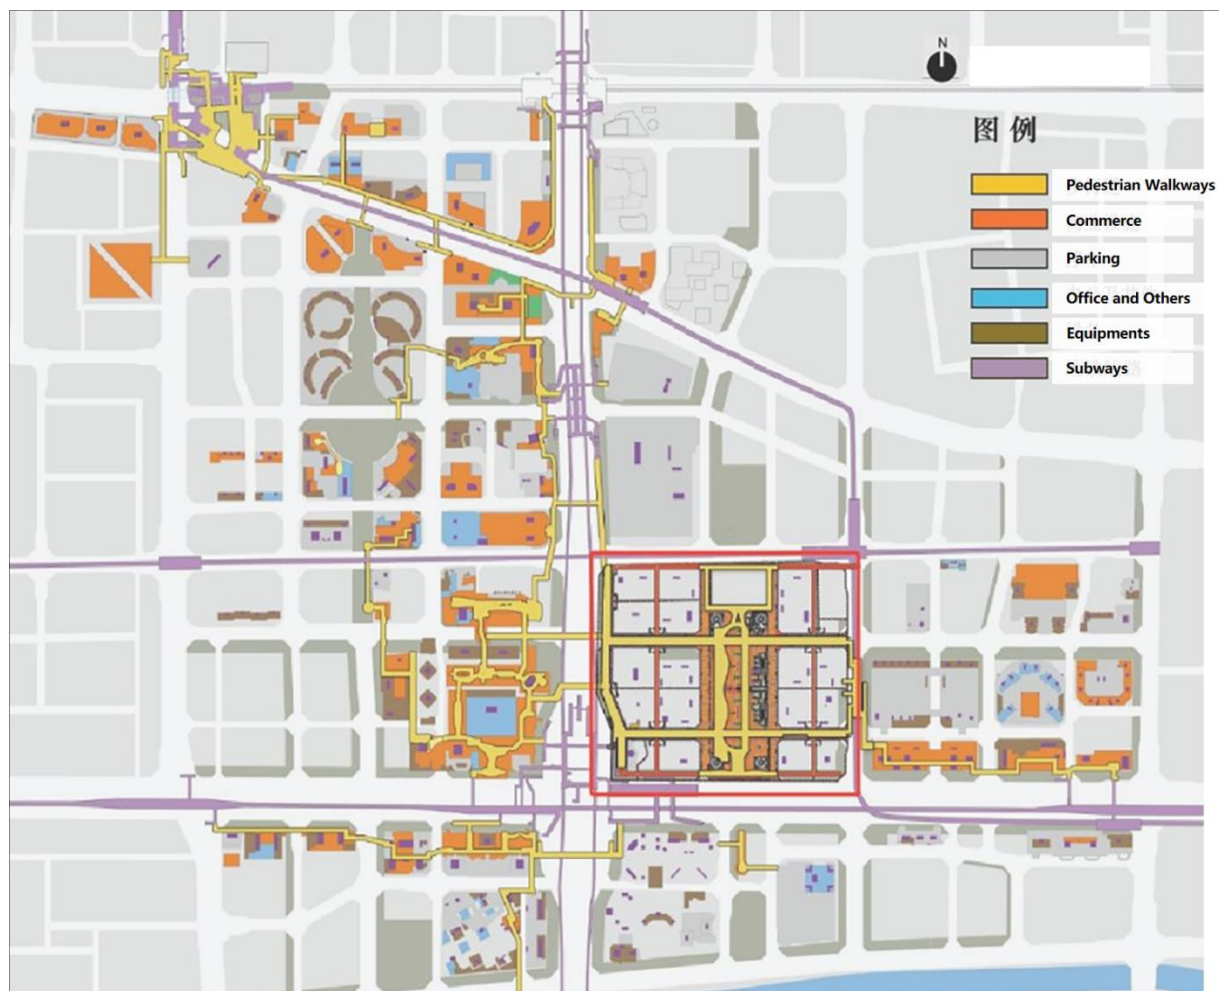 N
图例
Pedestrian Walkways
Commerce
Parking
Office and Others
Equipments
Subways